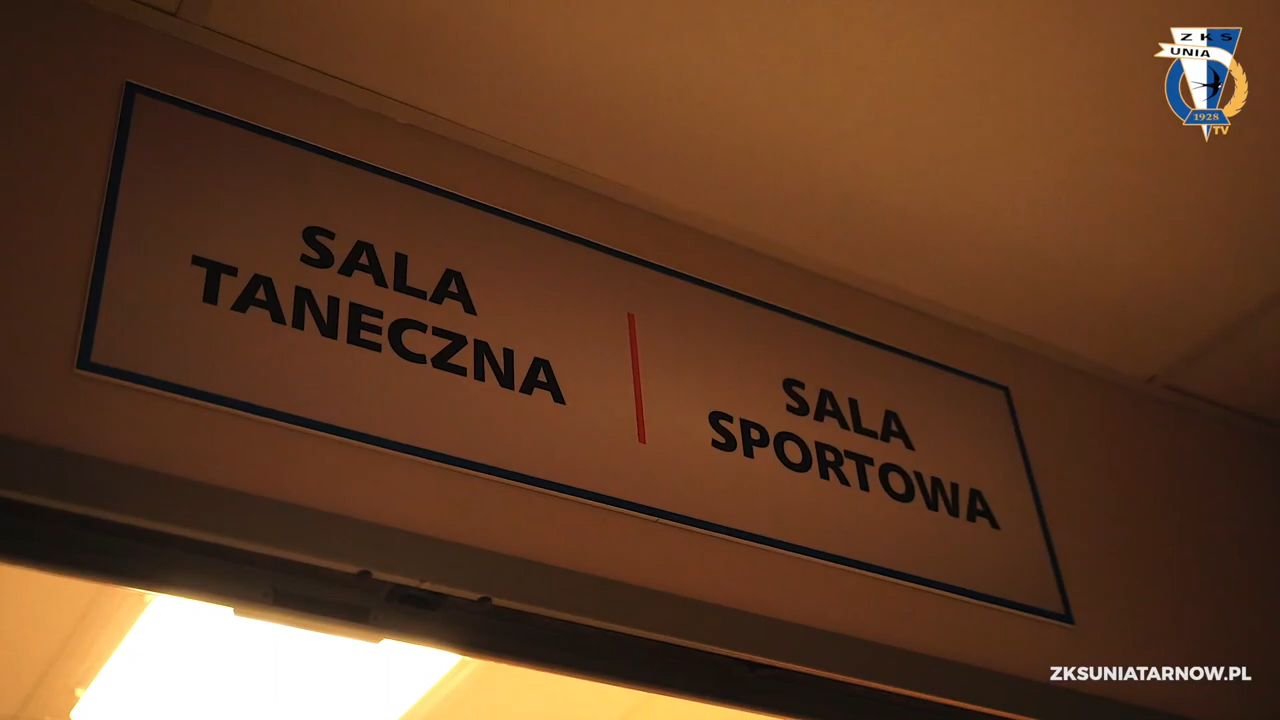 ZKS
UNIA
1928
TV
SALA
TANECZNA
SALA
SPORTOWA
ZKSUNIATARNOW.PL